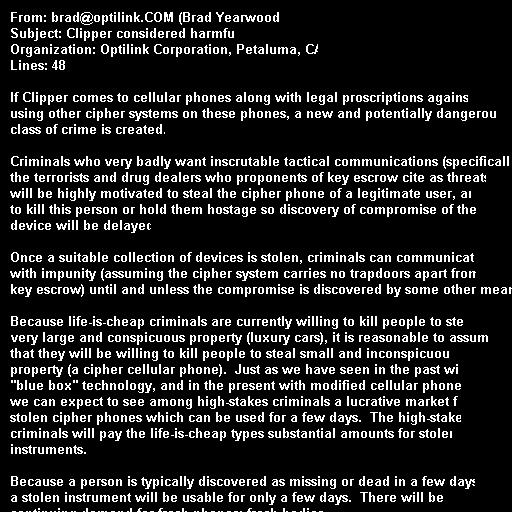 From: brad@optilink.COM (Brad Yearwood
Subject: Clipper considered harmfu
Organization: Optilink Corporation, Petaluma, CA
Lines: 48

If Clipper comes to cellular phones along with legal proscriptions agains
using other cipher systems on these phones, a new and potentially dangerou
class of crime is created.

Criminals who very badly want inscrutable tactical communications (specificall
the terrorists and drug dealers who proponents of key escrow cite as threats
will be highly motivated to steal the cipher phone of a legitimate user, an
to kill this person or hold them hostage so discovery of compromise of the
device will be delayed

Once a suitable collection of devices is stolen, criminals can communicat
with impunity (assuming the cipher system carries no trapdoors apart from
key escrow) until and unless the compromise is discovered by some other mean

Because life-is-cheap criminals are currently willing to kill people to ste
very large and conspicuous property (luxury cars), it is reasonable to assum
that they will be willing to kill people to steal small and inconspicuou
property (a cipher cellular phone).  Just as we have seen in the past wi
"blue box" technology, and in the present with modified cellular phone
we can expect to see among high-stakes criminals a lucrative market f
stolen cipher phones which can be used for a few days.  The high-stake
criminals will pay the life-is-cheap types substantial amounts for stolen
instruments.

Because a person is typically discovered as missing or dead in a few days
a stolen instrument will be usable for only a few days.  There will be
continuing demand for fresh phones: fresh bodies